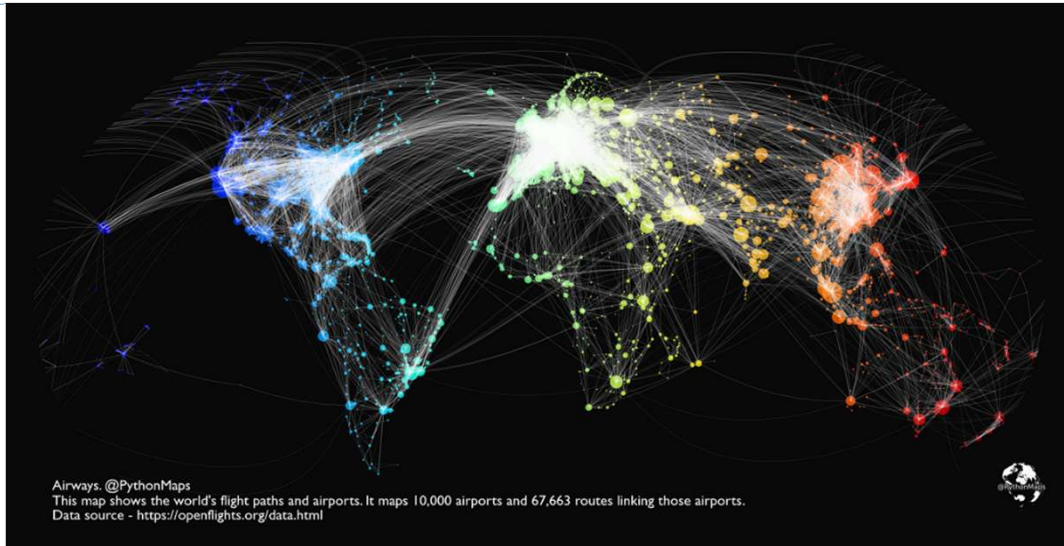 Airways. @PythonMaps
This map shows the world's flight paths and airports. It maps 10,000 airports and 67,663 routes linking those airports.
Data source - https://openflights.org/data.html
@PythonMaps